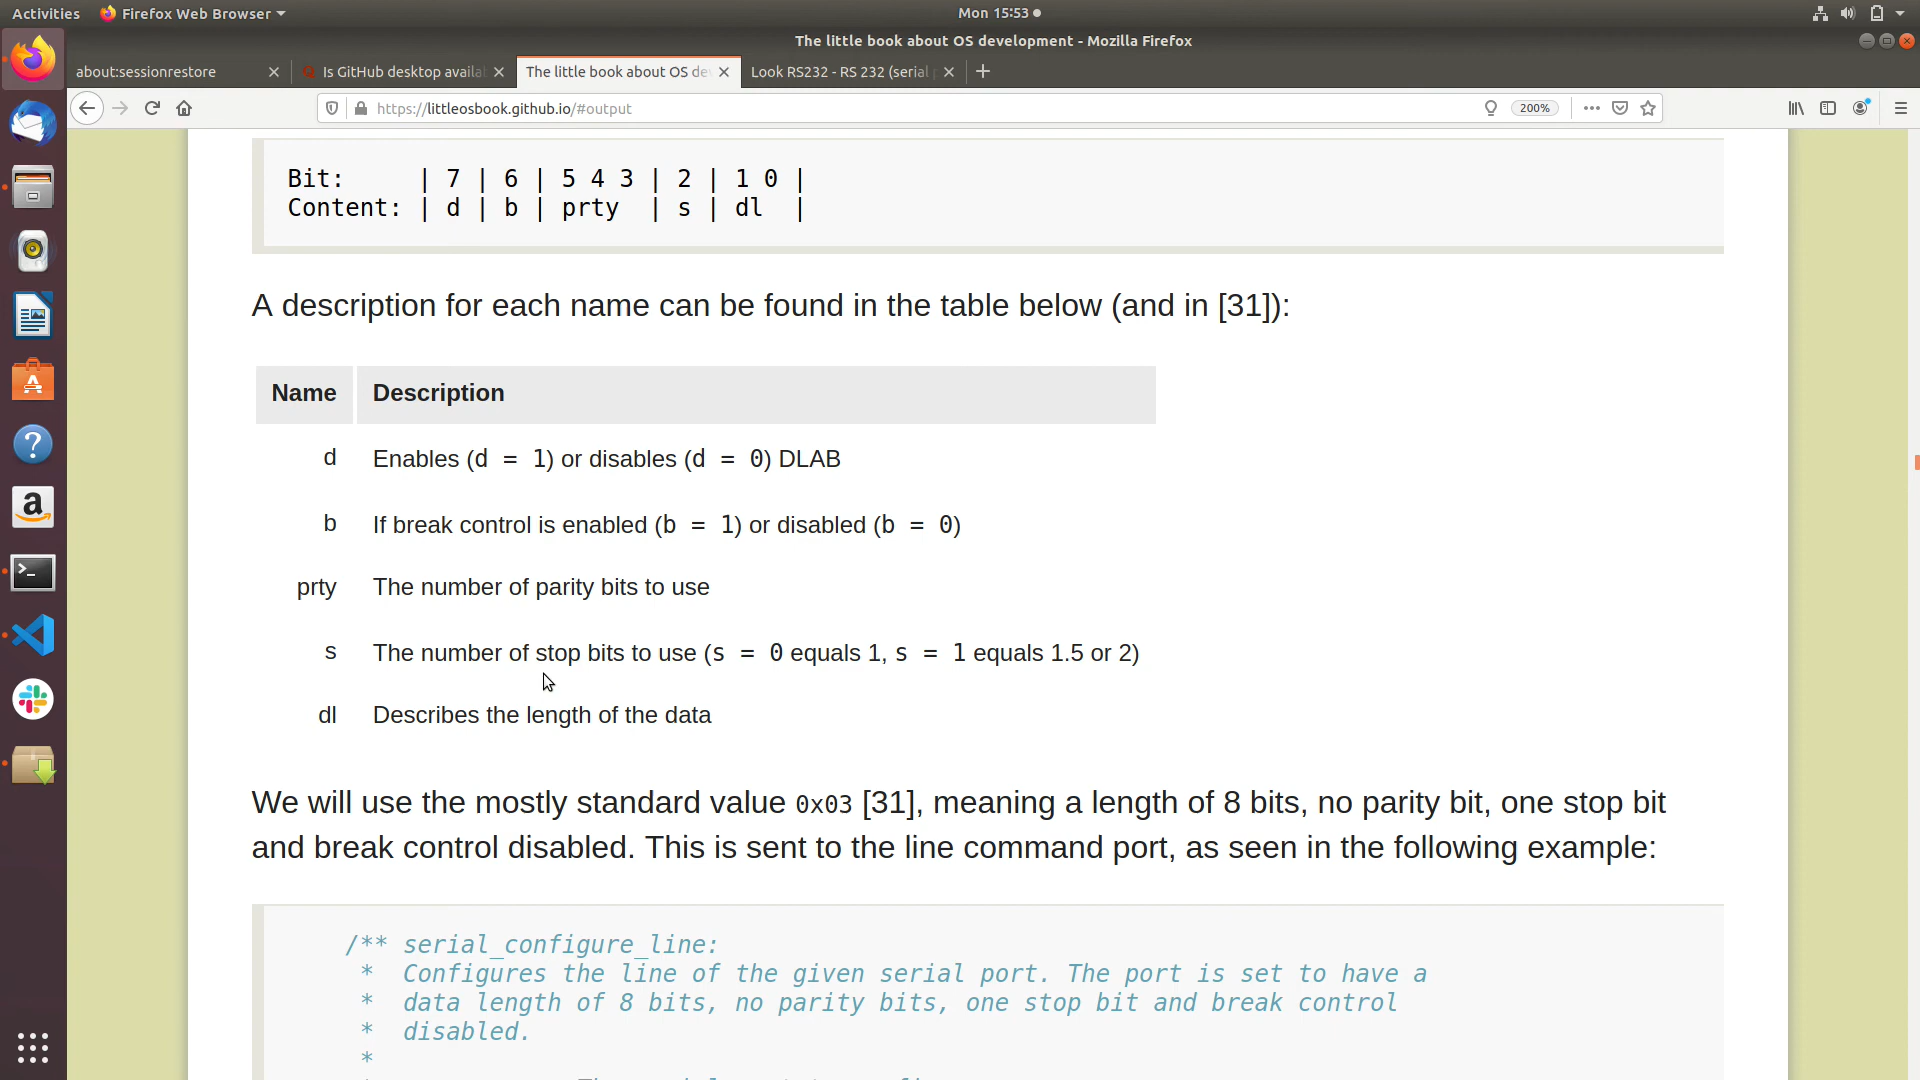 Activities
Firefox Web Browser
Mon 15:53
The little book about OS development - Mozilla Firefox
about:sessionrestore
Is GitHub desktop availa
The little book about OS de
Look RS232 - RS 232 (serial
https://littleosbook.github.io/#output
200%
Bit:     | 7 | 6 | 5 4 3 | 2 | 1 0 |
Content: | d | b | prty  | s | dl  |
A description for each name can be found in the table below (and in [31]):
Name Description
d Enables (d = 1) or disables (d = 0) DLAB
b If break control is enabled (b = 1) or disabled (b = 0)
prty The number of parity bits to use
s The number of stop bits to use (s = 0 equals 1, s = 1 equals 1.5 or 2)
dl Describes the length of the data
We will use the mostly standard value 0x03 [31], meaning a length of 8 bits, no parity bit, one stop bit
and break control disabled. This is sent to the line command port, as seen in the following example:
/** serial_configure_line:
 *  Configures the line of the given serial port. The port is set to have a
 *  data length of 8 bits, no parity bits, one stop bit and break control
 *  disabled.
 *